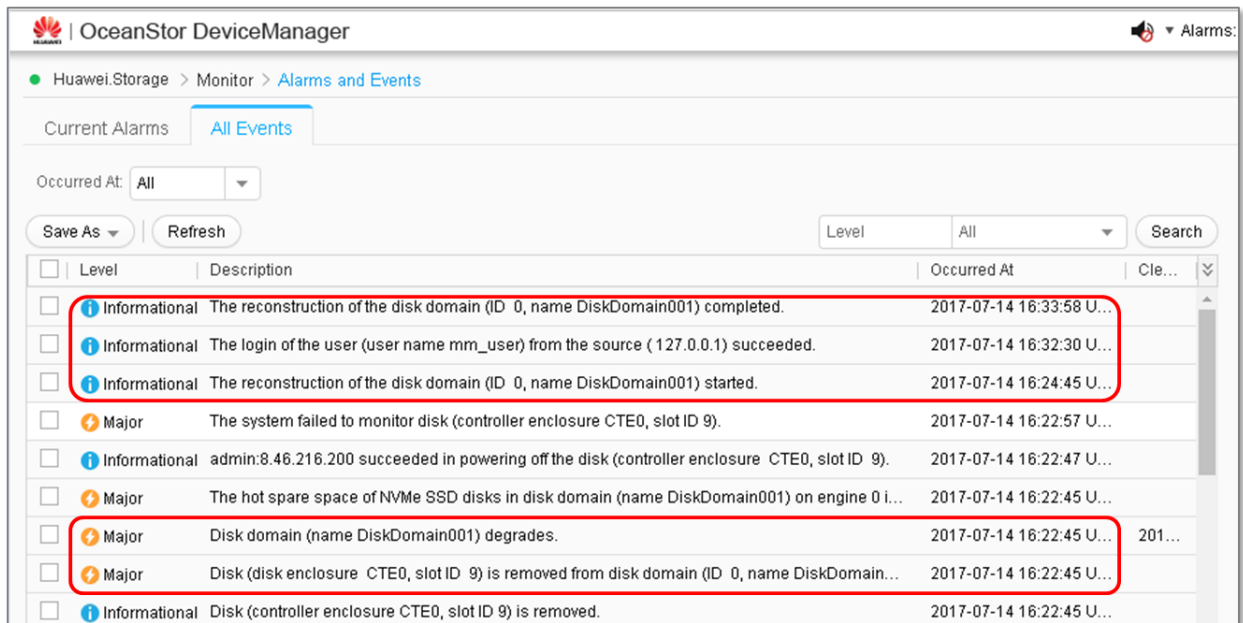 HUAWEI | OceanStor DeviceManager Alarms:
Huawei.Storage > Monitor > Alarms and Events
Current Alarms All Events
Occurred At: All
Save As Refresh Level All Search
Level Description Occurred At Cle...
Informational The reconstruction of the disk domain (ID 0, name DiskDomain001) completed. 2017-07-14 16:33:58 U...
Informational The login of the user (user name mm_user) from the source ( 127.0.0.1) succeeded. 2017-07-14 16:32:30 U...
Informational The reconstruction of the disk domain (ID 0, name DiskDomain001) started. 2017-07-14 16:24:45 U...
Major The system failed to monitor disk (controller enclosure CTE0, slot ID 9). 2017-07-14 16:22:57 U...
Informational admin:8.46.216.200 succeeded in powering off the disk (controller enclosure CTE0, slot ID 9). 2017-07-14 16:22:47 U...
Major The hot spare space of NVMe SSD disks in disk domain (name DiskDomain001) on engine 0 i... 2017-07-14 16:22:45 U...
Major Disk domain (name DiskDomain001) degrades. 2017-07-14 16:22:45 U... 201...
Major Disk (disk enclosure CTE0, slot ID 9) is removed from disk domain (ID 0, name DiskDomain... 2017-07-14 16:22:45 U...
Informational Disk (controller enclosure CTE0, slot ID 9) is removed. 2017-07-14 16:22:45 U...